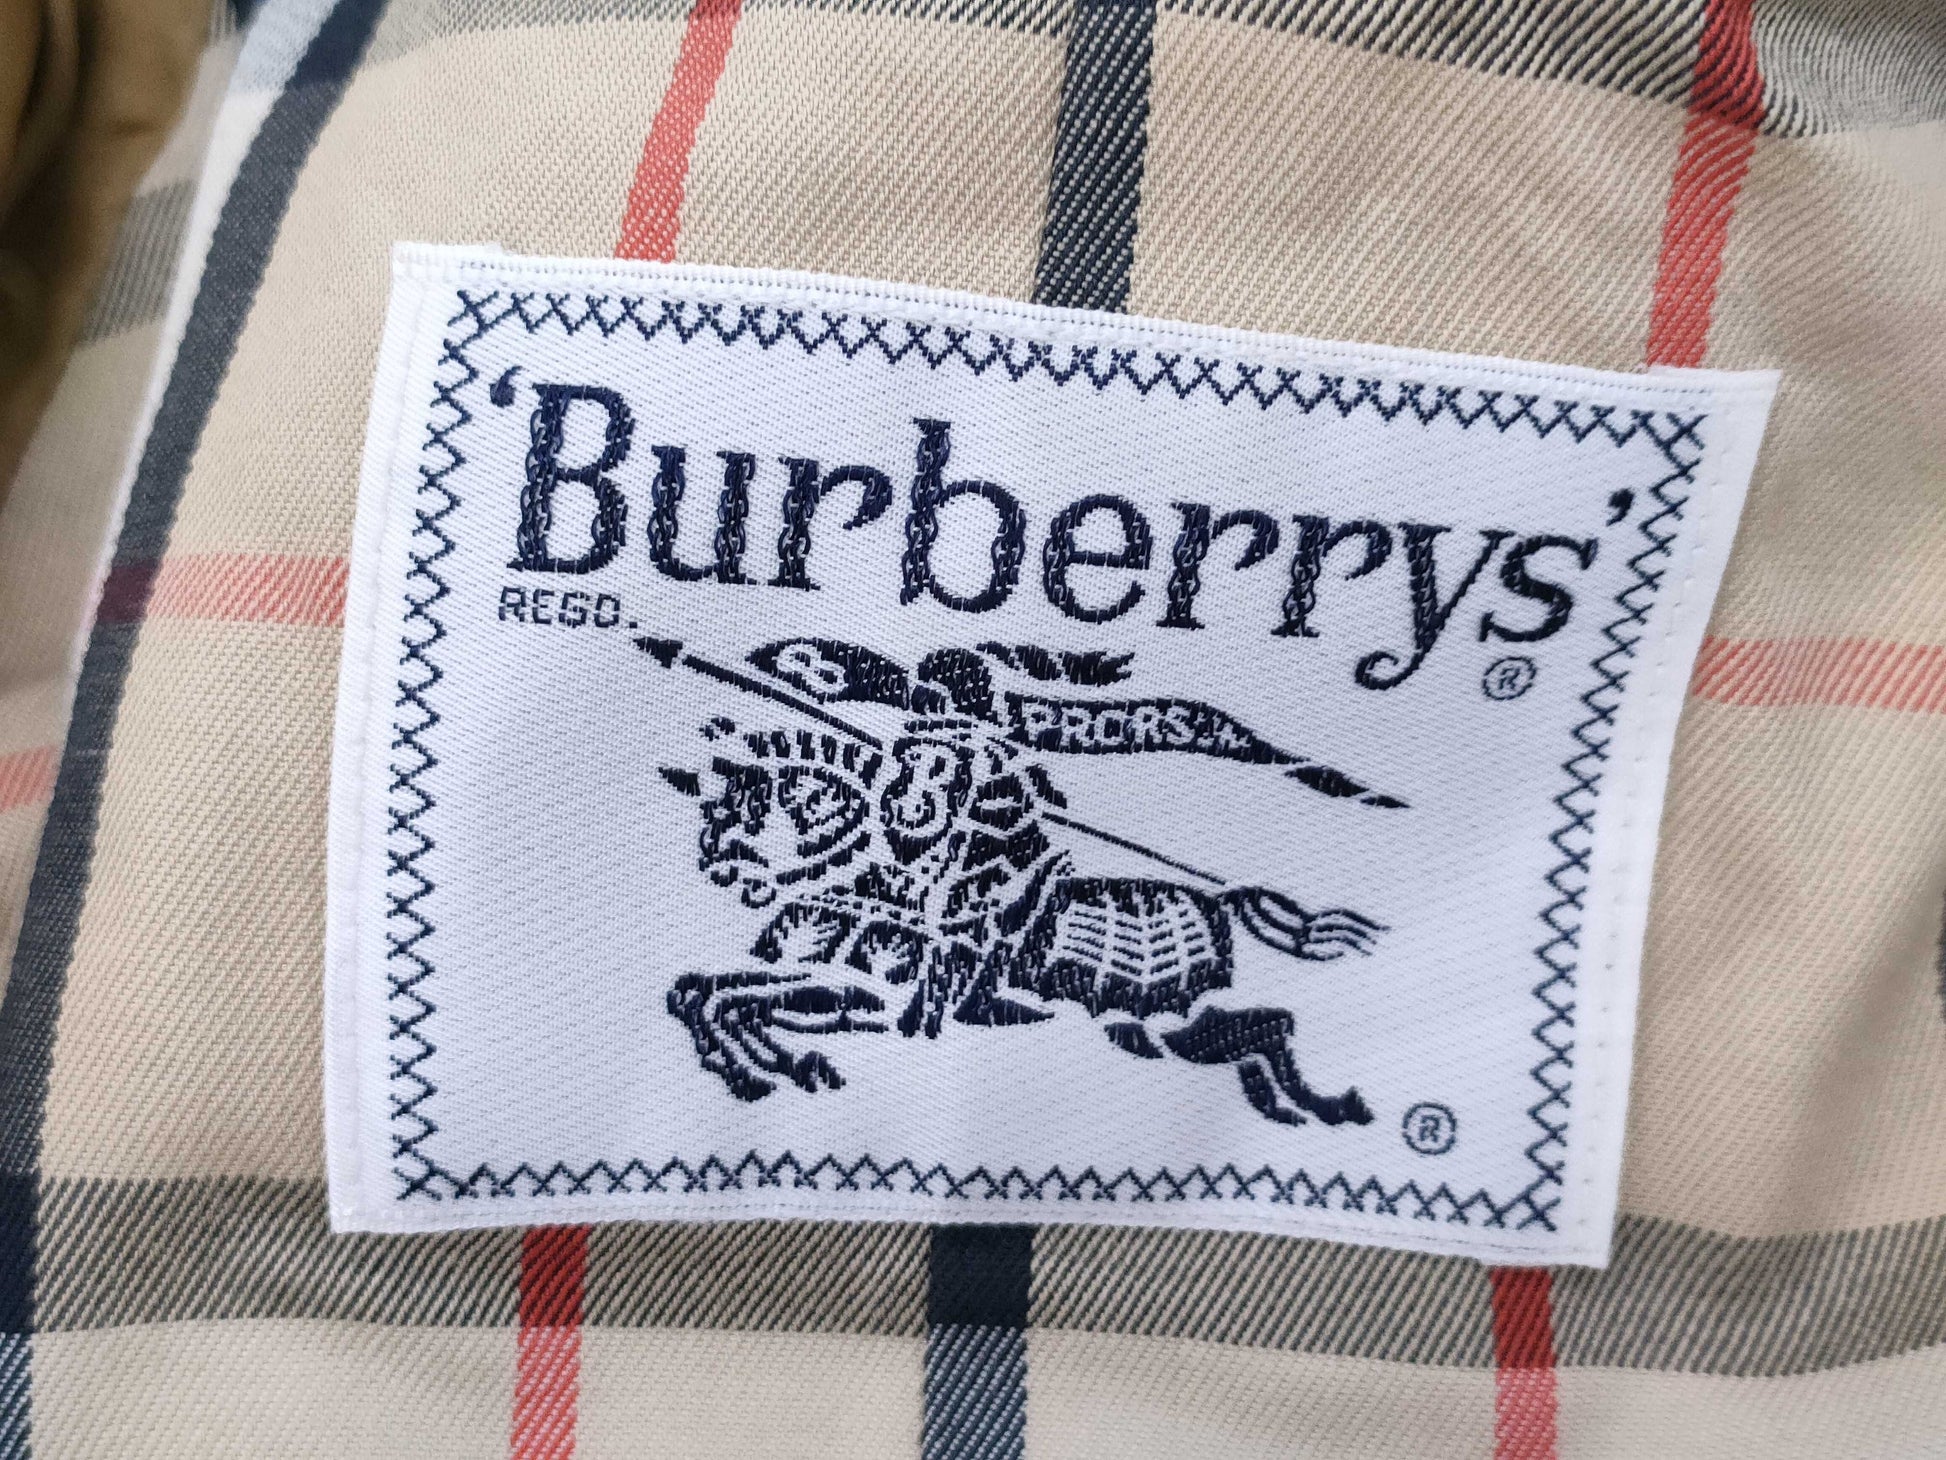 ‘Burberrys’
REGD. ®
PRORSUM
®